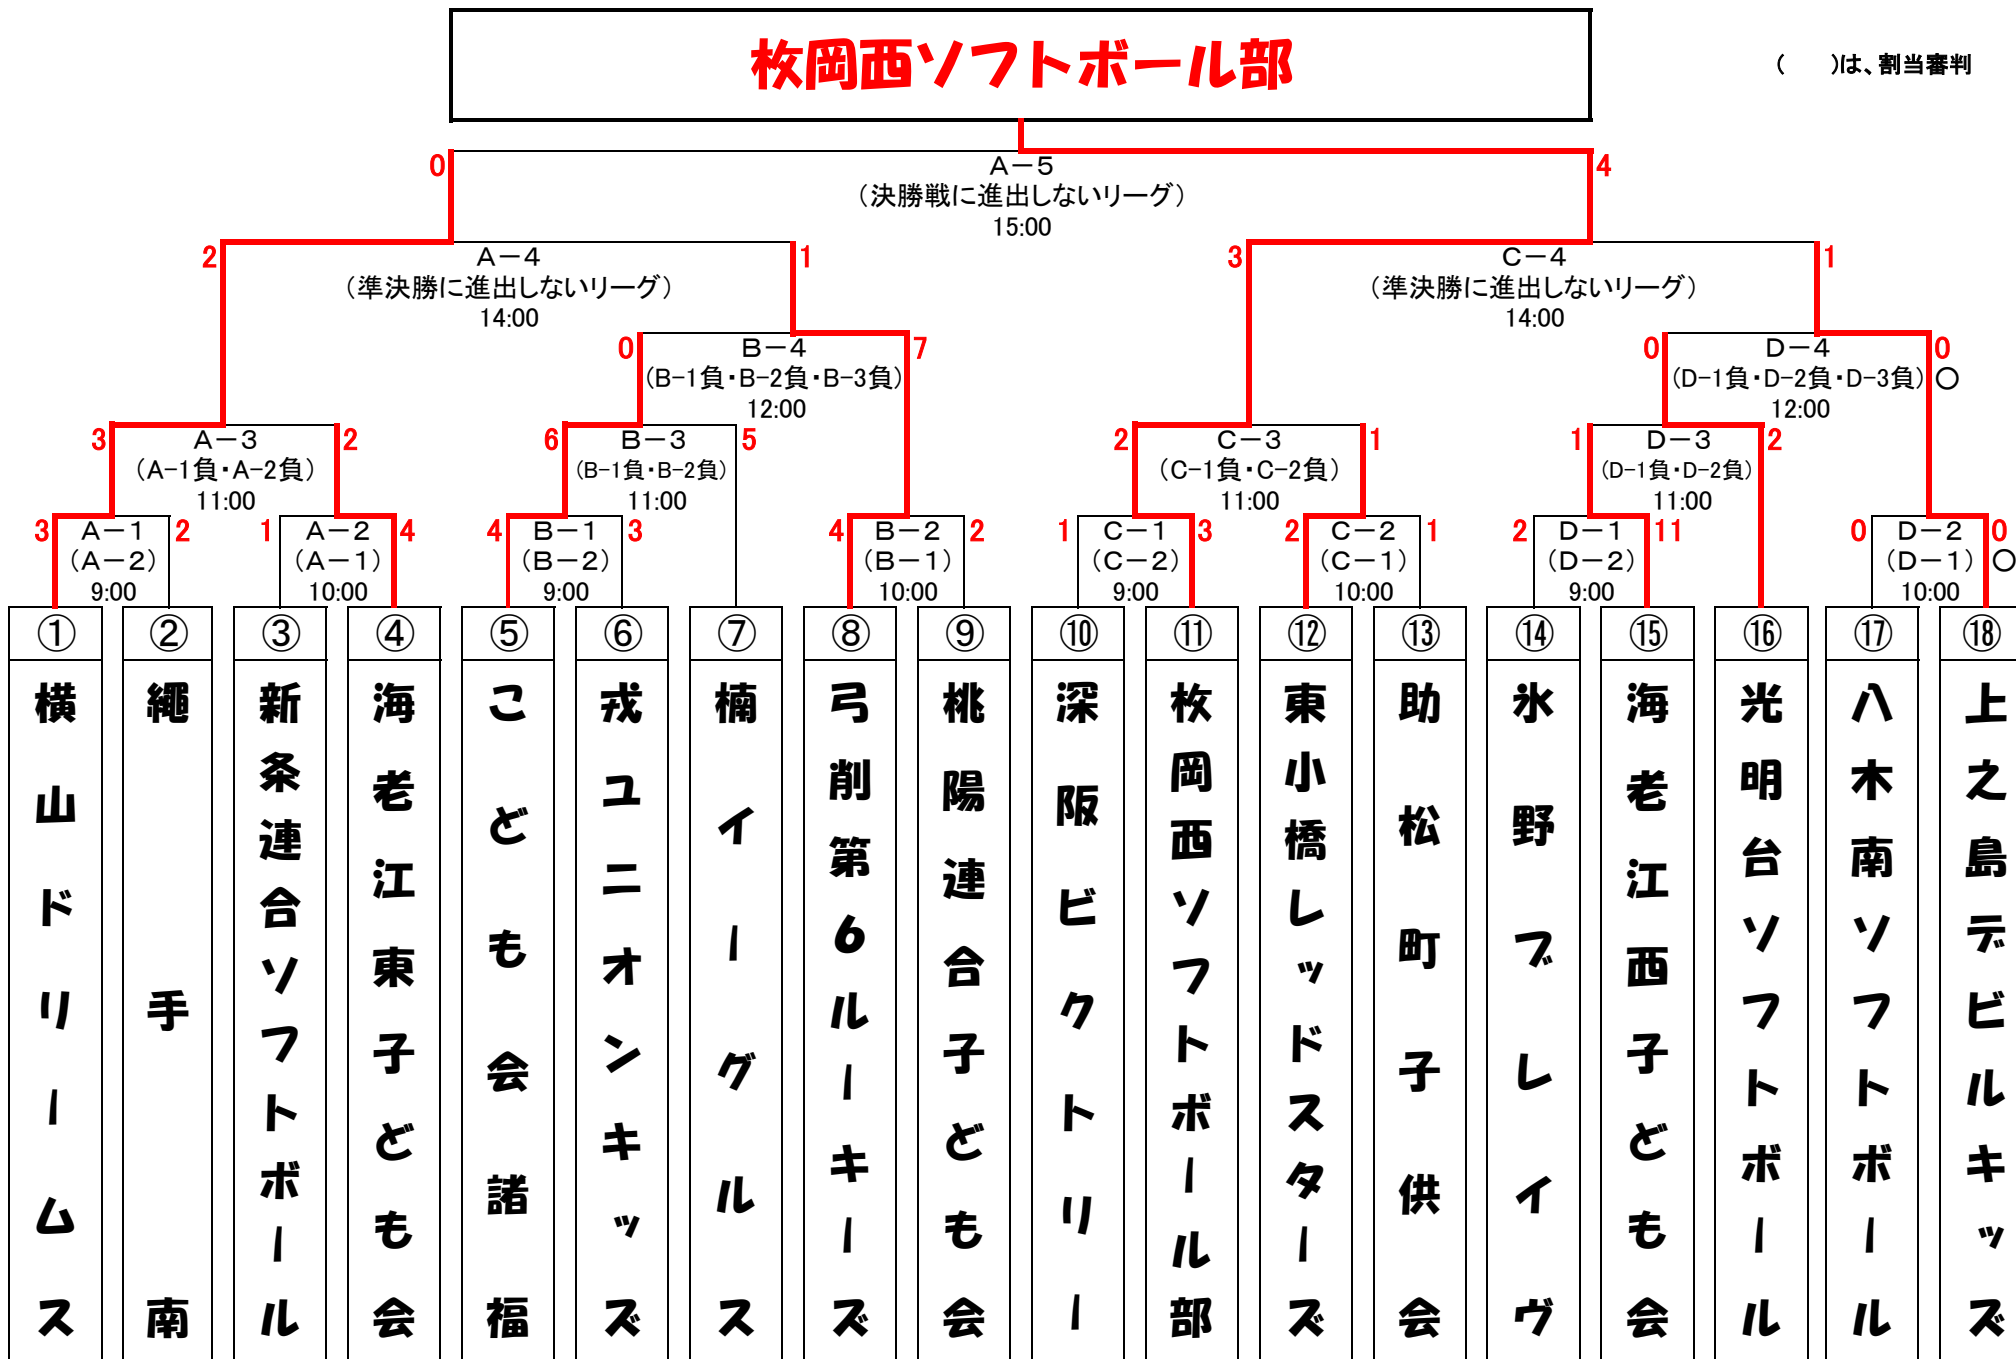 枚岡西ソフトボール部
（　　）は、割当審判
0 A－5 4
（決勝戦に進出しないリーグ）
15:00
2 A－4 1
（準決勝に進出しないリーグ）
14:00
3 C－4 1
（準決勝に進出しないリーグ）
14:00
0 B－4 7
（B-1負・B-2負・B-3負）
12:00
0 D－4 0
（D-1負・D-2負・D-3負）○
12:00
3 A－3 2
（A-1負・A-2負）
11:00
6 B－3 5
（B-1負・B-2負）
11:00
2 C－3 1
（C-1負・C-2負）
11:00
1 D－3 2
（D-1負・D-2負）
11:00
3 A－1 2
（A－2）
9:00
1 A－2 4
（A－1）
10:00
4 B－1 3
（B－2）
9:00
4 B－2 2
（B－1）
10:00
1 C－1 3
（C－2）
9:00
2 C－2 1
（C－1）
10:00
2 D－1 11
（D－2）
9:00
0 D－2 0
（D－1）○
10:00
① 横山ドリームス
② 繩手南
③ 新条連合ソフトボール
④ 海老江東子ども会
⑤ こども会諸福
⑥ 戎ユニオンキッズ
⑦ 楠イーグルス
⑧ 弓削第6ルーキーズ
⑨ 桃陽連合子ども会
⑩ 深阪ビクトリー
⑪ 枚岡西ソフトボール部
⑫ 東小橋レッドスターズ
⑬ 助松町子供会
⑭ 氷野ブレイヴ
⑮ 海老江西子ども会
⑯ 光明台ソフトボール
⑰ 八木南ソフトボール
⑱ 上之島デビルキッズ